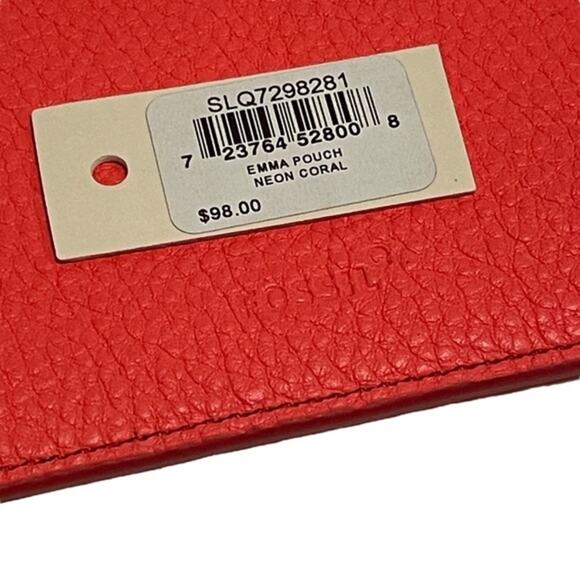 SLQ7298281
7 23764 52800 8
EMMA POUCH
NEON CORAL
$98.00
FOSSIL